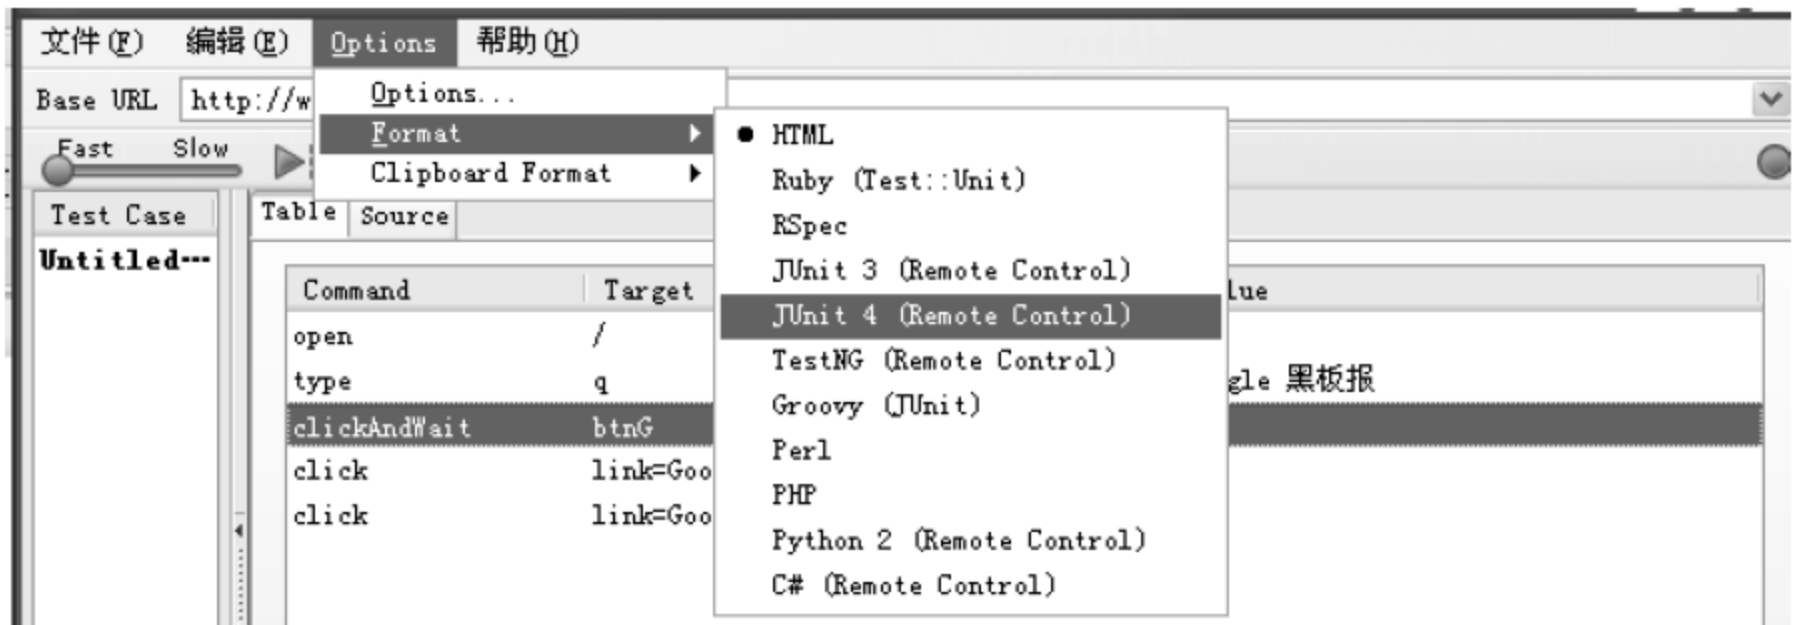 文件(F) 编辑(E) Options 帮助(H)
Base URL http://w
Options...
Format
Clipboard Format
Fast Slow
HTML
Ruby (Test::Unit)
RSpec
JUnit 3 (Remote Control)
JUnit 4 (Remote Control)
TestNG (Remote Control)
Groovy (JUnit)
Perl
PHP
Python 2 (Remote Control)
C# (Remote Control)
Test Case
Untitled...
Table Source
Command Target lue
open /
type q gle 黑板报
clickAndWait btnG
click link=Goo
click link=Goo